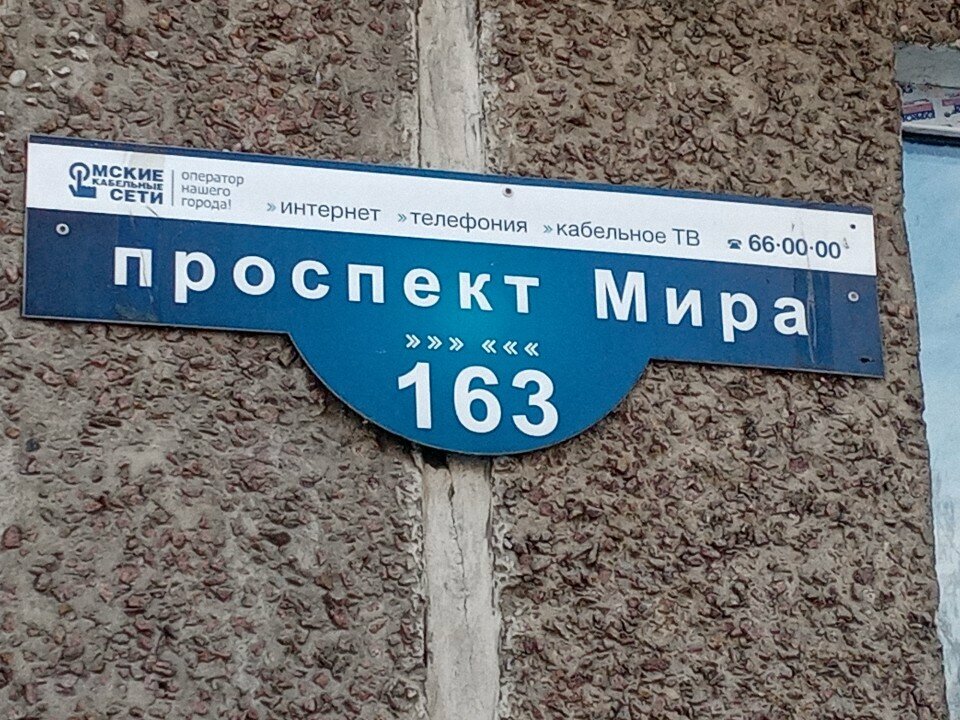 ОМСКИЕ
КАБЕЛЬНЫЕ
СЕТИ
оператор
нашего
города!
» интернет » телефония » кабельное ТВ ☎ 66·00·00
проспект Мира
»»» «««
163